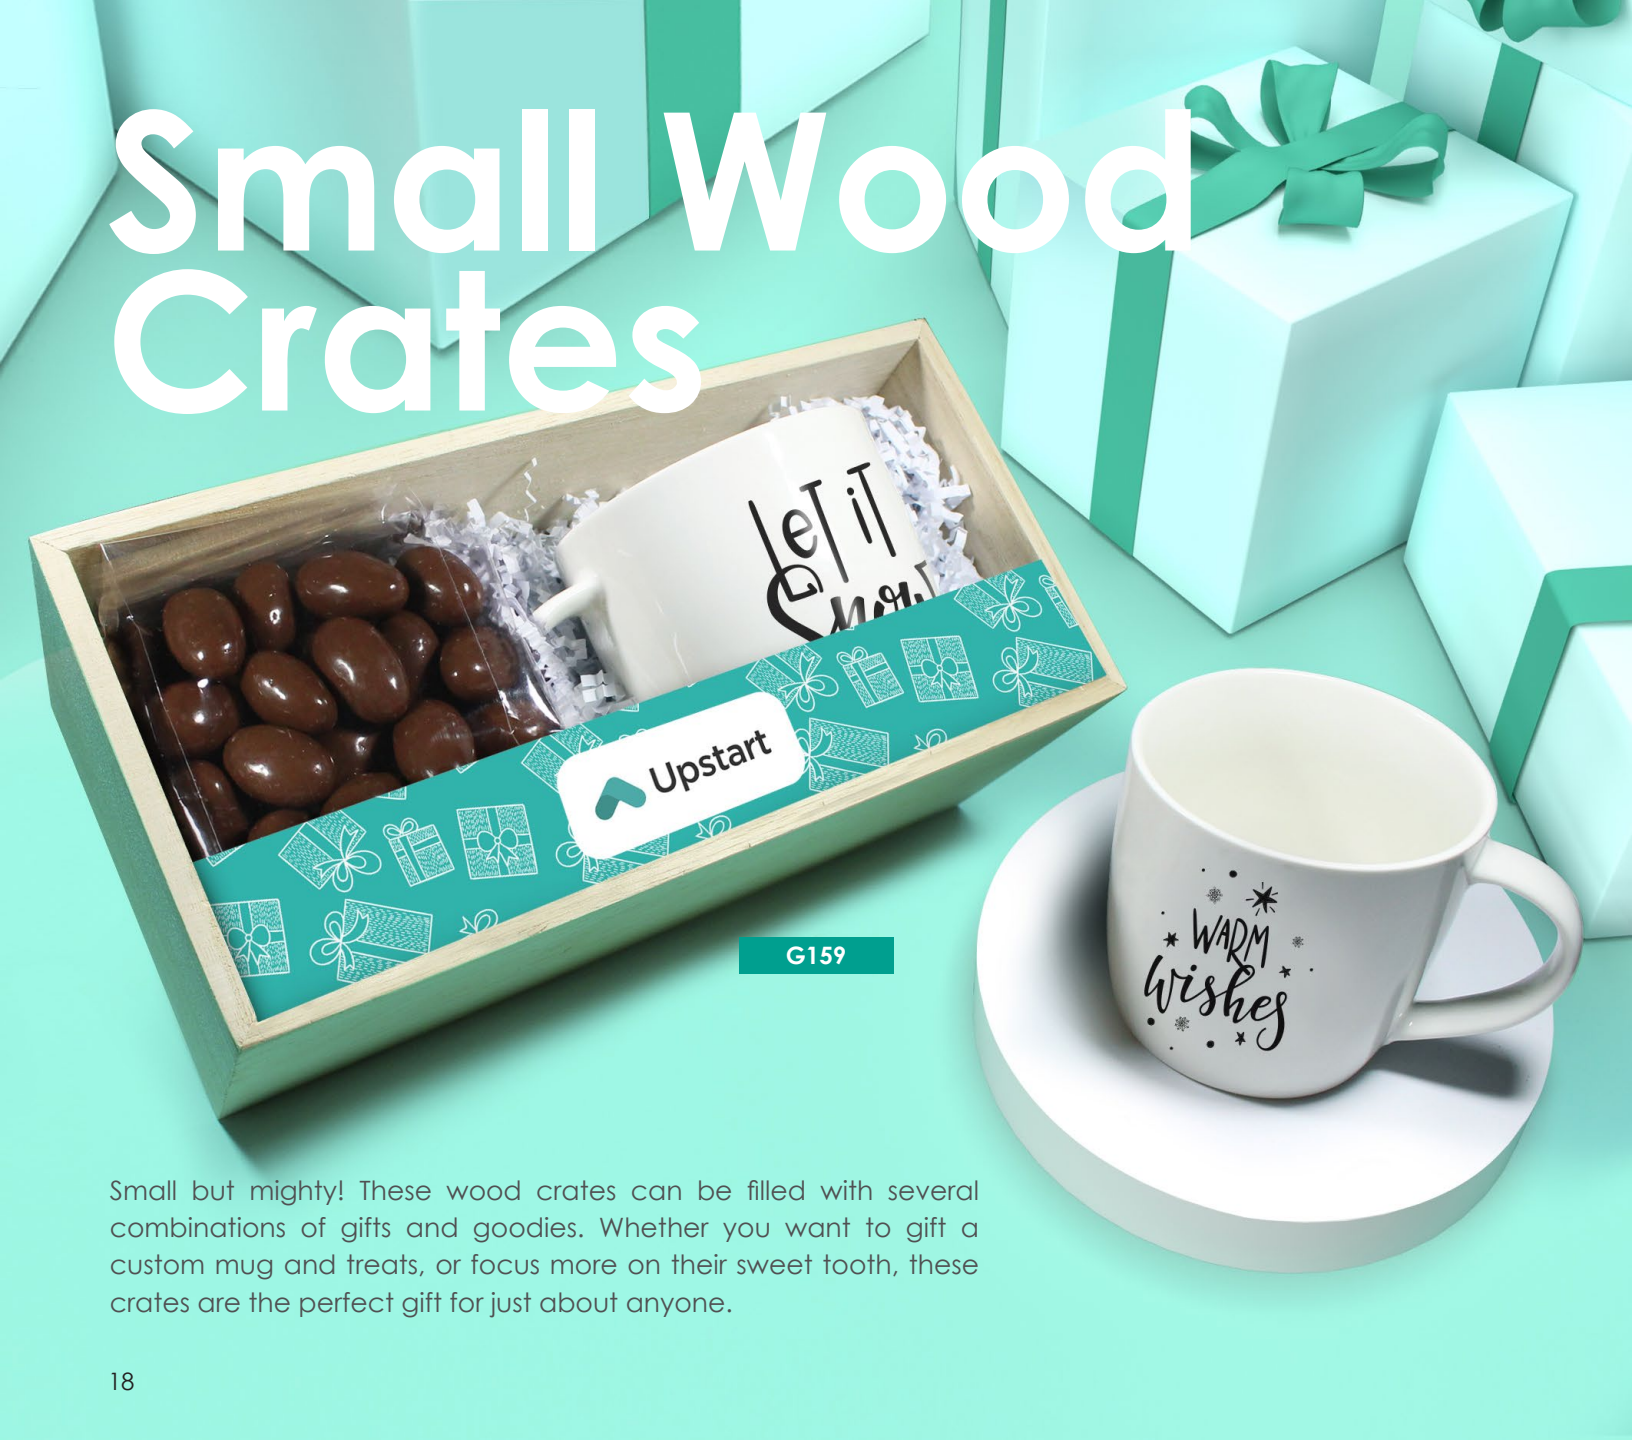 Small Wood
Crates
LET iT
Snow
Upstart
G159
WARM
wishes
Small but mighty! These wood crates can be filled with several
combinations of gifts and goodies. Whether you want to gift a
custom mug and treats, or focus more on their sweet tooth, these
crates are the perfect gift for just about anyone.
18